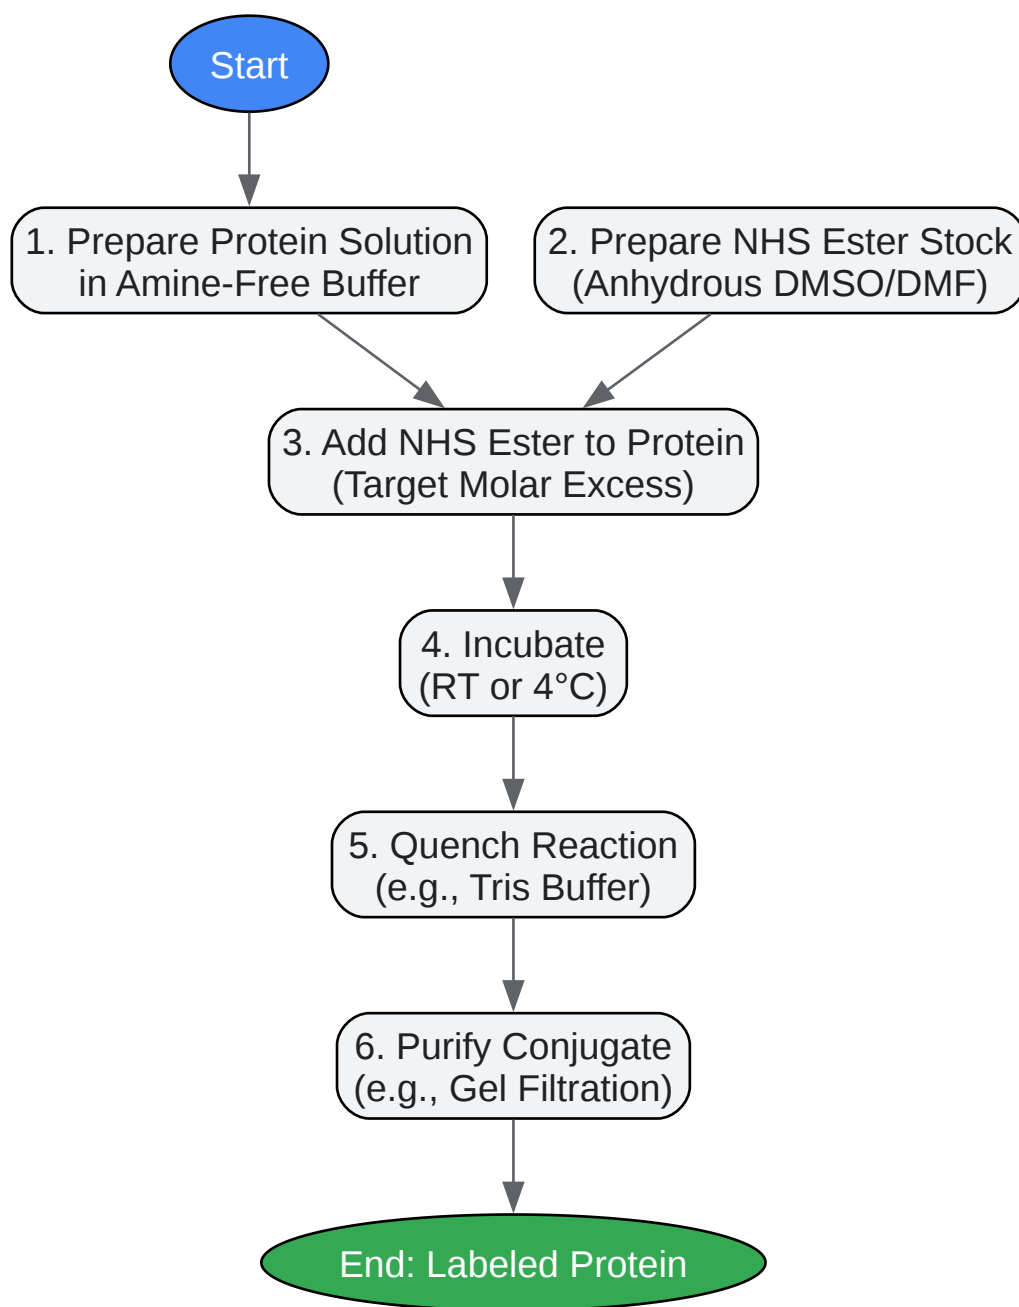 Start
1. Prepare Protein Solution
in Amine-Free Buffer
2. Prepare NHS Ester Stock
(Anhydrous DMSO/DMF)
3. Add NHS Ester to Protein
(Target Molar Excess)
4. Incubate
(RT or 4°C)
5. Quench Reaction
(e.g., Tris Buffer)
6. Purify Conjugate
(e.g., Gel Filtration)
End: Labeled Protein